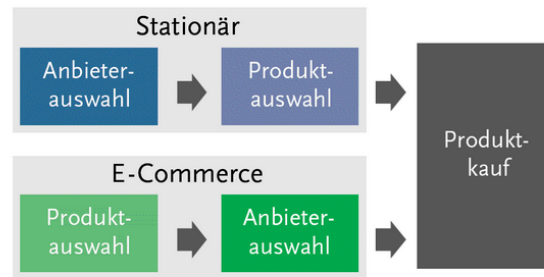 Stationär
Anbieter-
auswahl
Produkt-
auswahl
E-Commerce
Produkt-
auswahl
Anbieter-
auswahl
Produkt-
kauf